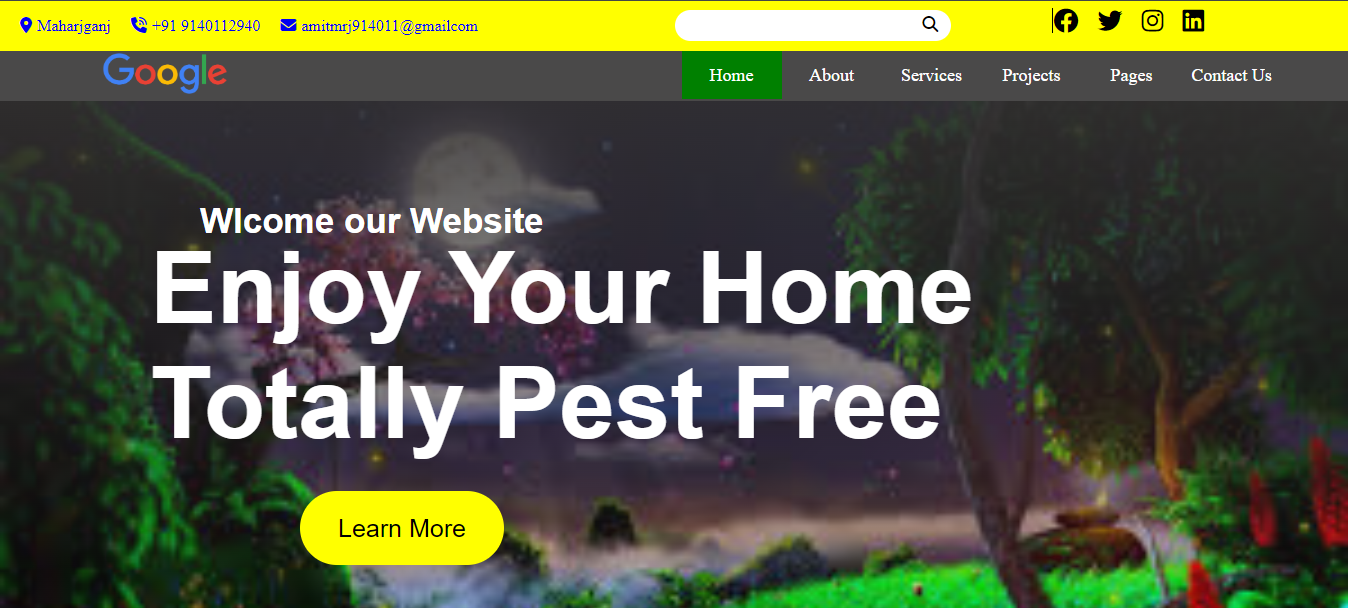 Maharjganj +91 9140112940 amitmrj914011@gmailcom
Google Home About Services Projects Pages Contact Us
Wlcome our Website
Enjoy Your Home
Totally Pest Free
Learn More